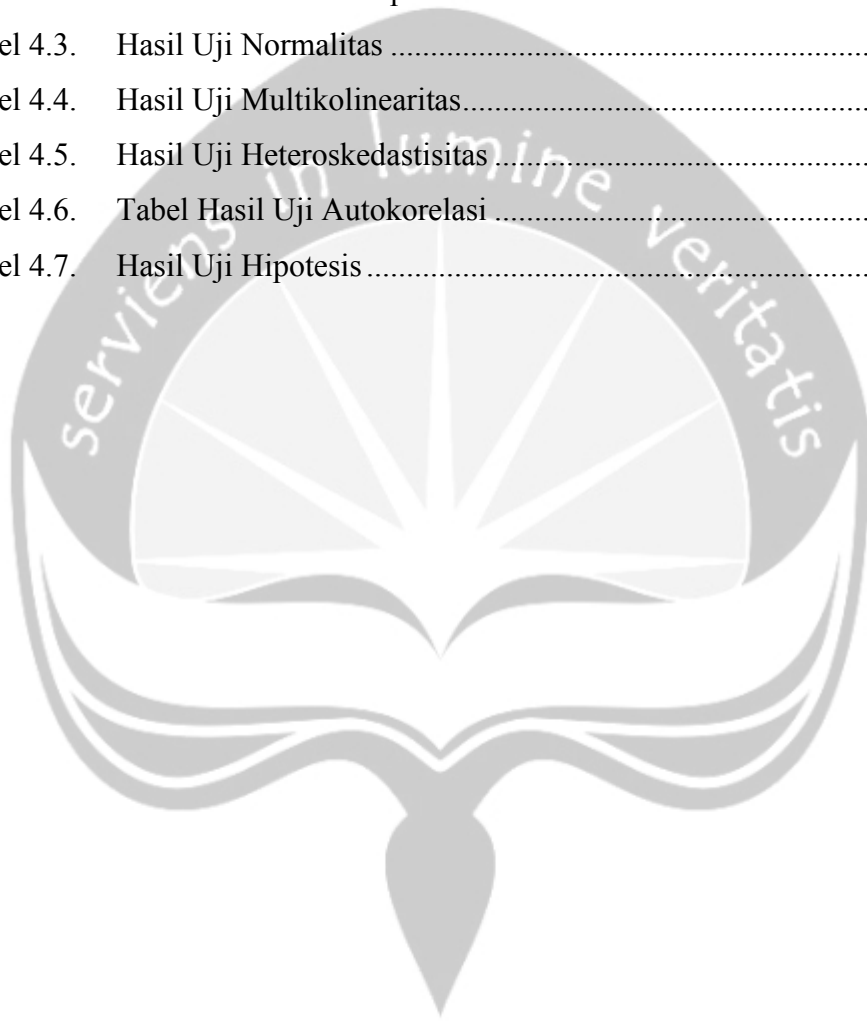 el 4.3. Hasil Uji Normalitas ............................................................
el 4.4. Hasil Uji Multikolinearitas...................................................
el 4.5. Hasil Uji Heteroskedastisitas ...............................................
el 4.6. Tabel Hasil Uji Autokorelasi ...............................................
el 4.7. Hasil Uji Hipotesis ...............................................................
serviens in lumine veritatis